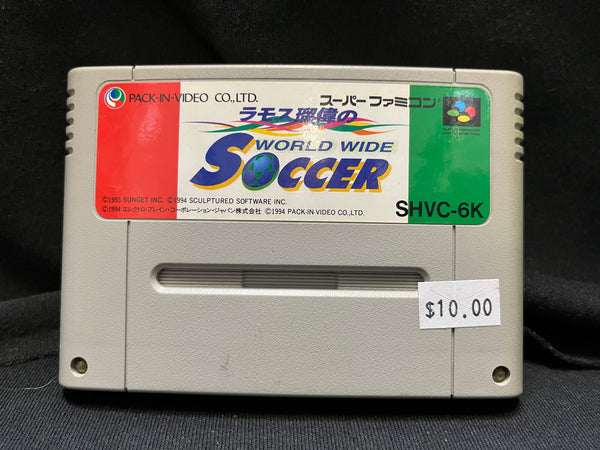 PACK-IN-VIDEO CO.,LTD.
スーパーファミコン
ラモス瑠偉の
WORLD WIDE
SOCCER
©1993 SUNGET INC. ©1994 SCULPTURED SOFTWARE INC.
©1994 エレクトロ・ブレイン・コーポレーション・ジャパン株式会社 ©1994 PACK-IN-VIDEO CO.,LTD.
SHVC-6K
$10.00